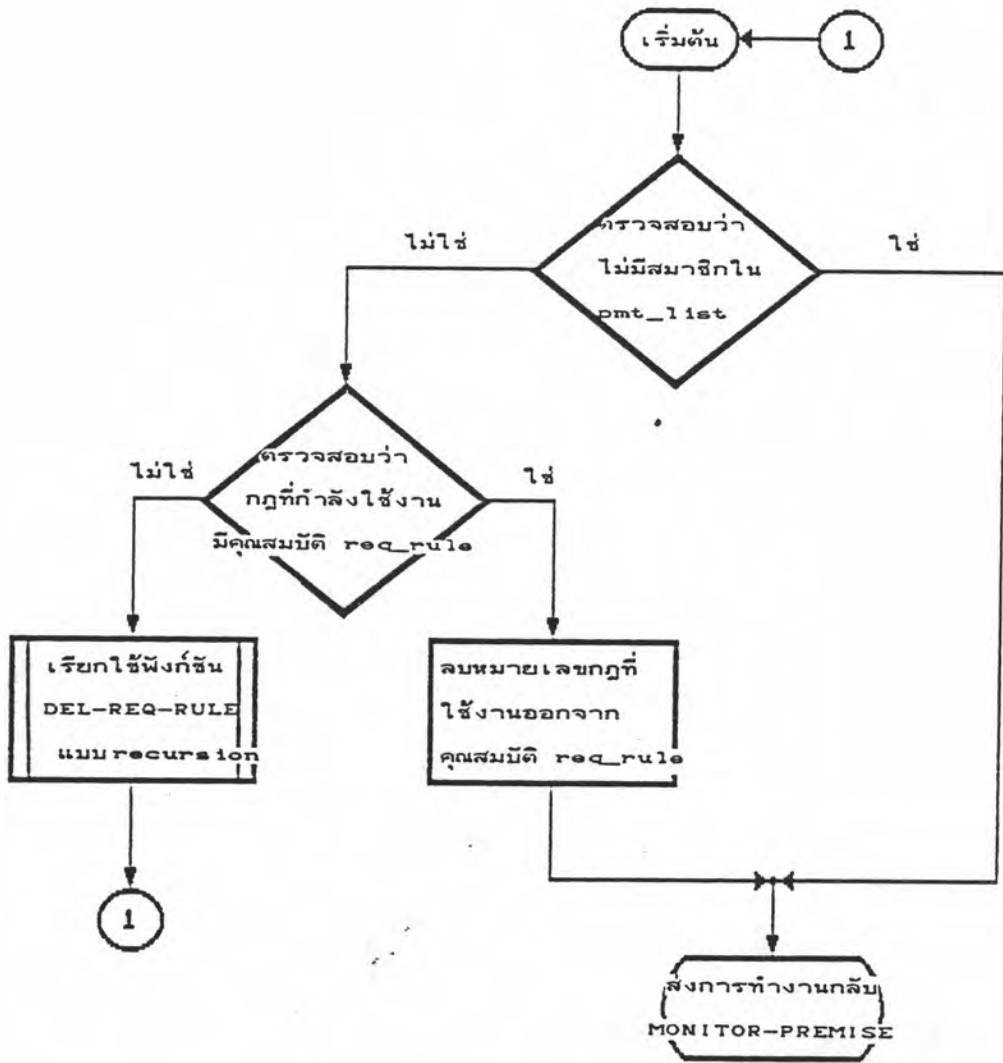 เริ่มต้น
1
ตรวจสอบว่า
ไม่มีสมาชิกใน
pmt_list
ไม่ใช่
ใช่
ตรวจสอบว่า
กฎที่กำลังใช้งาน
มีคุณสมบัติ req_rule
ไม่ใช่
ใช่
เรียกใช้ฟังก์ชัน
DEL-REQ-RULE
แบบ recursion
ลบหมายเลขกฎที่
ใช้งานออกจาก
คุณสมบัติ req_rule
1
ส่งการทำงานกลับ
MONITOR-PREMISE